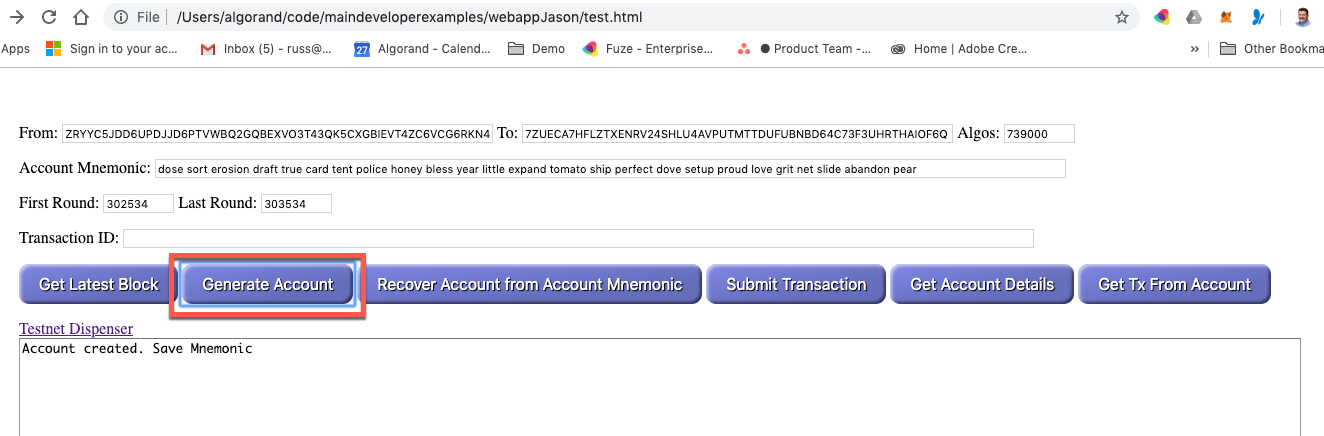 File | /Users/algorand/code/maindeveloperexamples/webappJason/test.html
Apps Sign in to your ac... Inbox (5) - russ@... 27 Algorand - Calend... Demo Fuze - Enterprise... Product Team -... Home | Adobe Cre... » Other Bookma
From: ZRYYC5JDD6UPDJJD6PTVWBQ2GQBEXVO3T43QK5CXGBIEVT4ZC6VCG6RKN4 To: 7ZUECA7HFLZTXENRV24SHLU4AVPUTMTTDUFUBNBD64C73F3UHRTHAIOF6Q Algos: 739000
Account Mnemonic: dose sort erosion draft true card tent police honey bless year little expand tomato ship perfect dove setup proud love grit net slide abandon pear
First Round: 302534 Last Round: 303534
Transaction ID:
Get Latest Block Generate Account Recover Account from Account Mnemonic Submit Transaction Get Account Details Get Tx From Account
Testnet Dispenser
Account created. Save Mnemonic